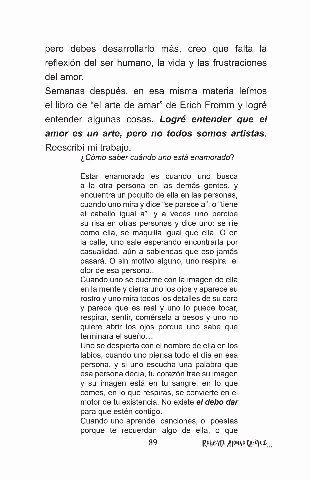 pero debes desarrollarlo más, creo que falta la
reflexión del ser humano, la vida y las frustraciones
del amor.
Semanas después, en esa misma materia leímos
el libro de "el arte de amar" de Erich Fromm y logré
entender algunas cosas. Logré entender que el
amor es un arte, pero no todos somos artistas.
Reescribí mi trabajo.
¿Cómo saber cuándo uno está enamorado?
Estar enamorado es cuando uno busca
a la otra persona en las demás gentes, y
encuentra un poquito de ella en las personas,
cuando uno mira y dice "se parece a", o "tiene
el cabello igual a", y a veces uno percibe
su risa en otras personas y dice uno: se ríe
como ella, se maquilla igual que ella. O en
la calle, uno sale esperando encontrarla por
casualidad, aún a sabiendas que eso jamás
pasará. O sin motivo alguno, uno respira el
olor de esa persona..
Cuando uno se duerme con la imagen de ella
en la mente y cierra uno los ojos y aparece su
rostro y uno mira todos los detalles de su cara
y parece que es real y uno lo puede tocar,
respirar, sentir, comérsela a besos y uno no
quiere abrir los ojos porque uno sabe que
terminara el sueño…
Uno se despierta con el nombre de ella en los
labios, cuando uno piensa todo el día en esa
persona, y si uno escucha una palabra que
esa persona decía, tu corazón trae su imagen
y su imagen está en tu sangre, en lo que
comes, en lo que respiras, se convierte en el
motor de tu existencia. No existe el debo dar
para que estén contigo.
Cuando uno aprende canciones, o poesías
porque te recuerdan algo de ella, o que
89